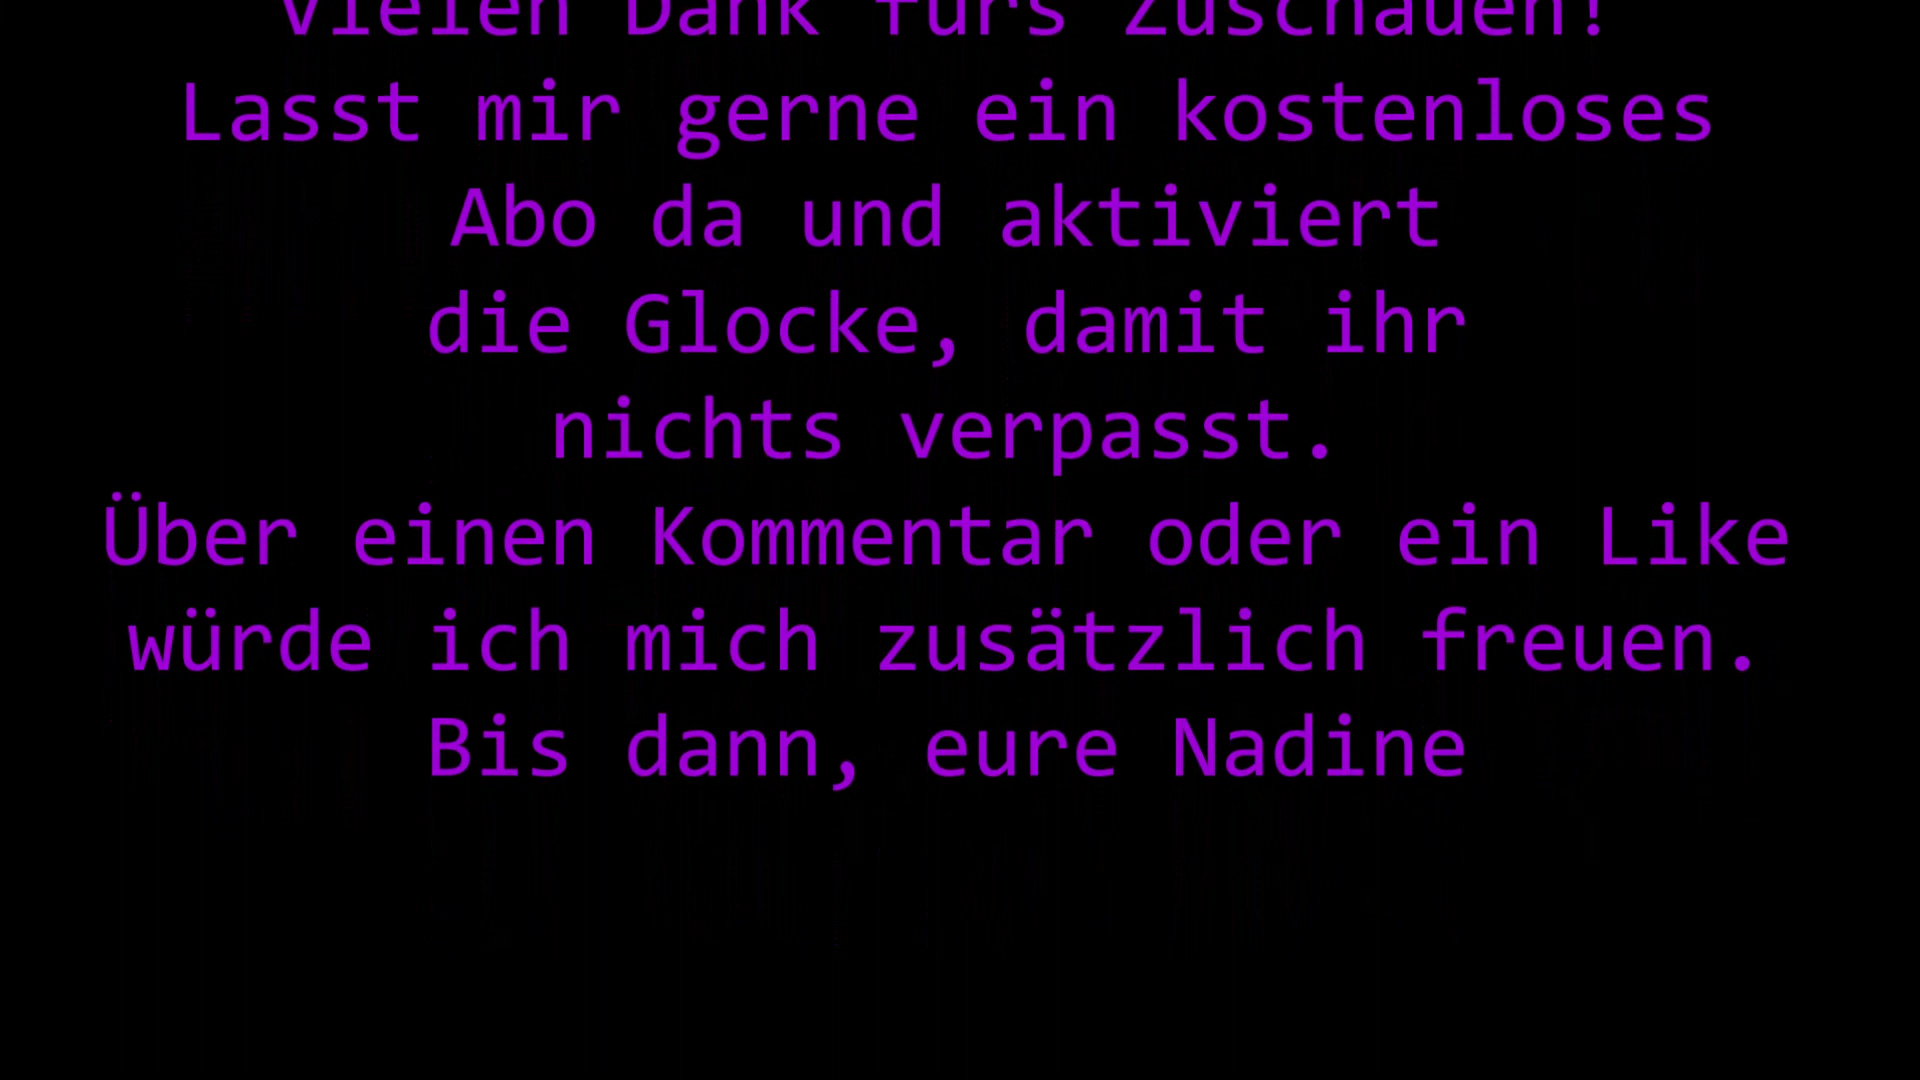 Vielen Dank fürs Zuschauen!
Lasst mir gerne ein kostenloses
Abo da und aktiviert
die Glocke, damit ihr
nichts verpasst.
Über einen Kommentar oder ein Like
würde ich mich zusätzlich freuen.
Bis dann, eure Nadine